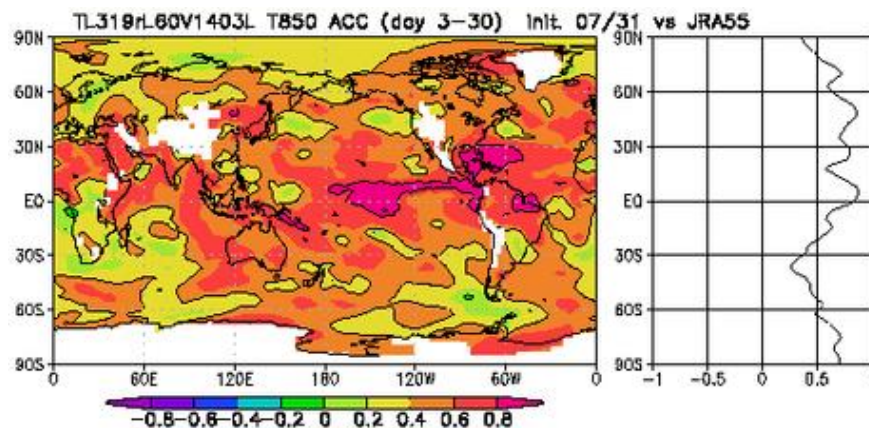 TL319rL60V1403L T850 ACC (day 3-30) Init. 07/31 vs JRA55
90N
60N
30N
EQ
30S
60S
90S
0 60E 120E 180 120W 60W 0
-0.8 -0.6 -0.4 -0.2 0 0.2 0.4 0.6 0.8
90N
60N
30N
EQ
30S
60S
90S
-1 -0.5 0 0.5